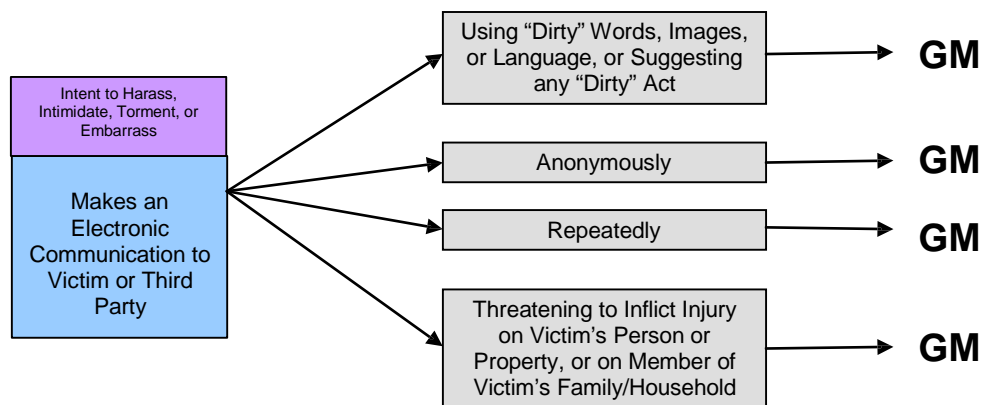 Intent to Harass,
Intimidate, Torment, or
Embarrass
Makes an
Electronic
Communication to
Victim or Third
Party
Using “Dirty” Words, Images,
or Language, or Suggesting
any “Dirty” Act
GM
Anonymously
GM
Repeatedly
GM
Threatening to Inflict Injury
on Victim’s Person or
Property, or on Member of
Victim’s Family/Household
GM